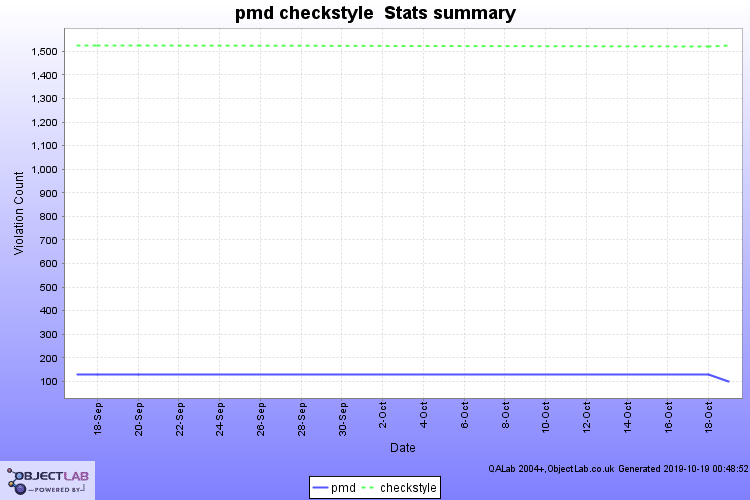 pmd checkstyle  Stats summary
Violation Count
1,500
1,400
1,300
1,200
1,100
1,000
900
800
700
600
500
400
300
200
100
18-Sep
20-Sep
22-Sep
24-Sep
26-Sep
28-Sep
30-Sep
2-Oct
4-Oct
6-Oct
8-Oct
10-Oct
12-Oct
14-Oct
16-Oct
18-Oct
Date
QALab 2004+,ObjectLab.co.uk Generated 2019-10-19 00:48:52
OBJECTLAB
POWERED BY
pmd checkstyle